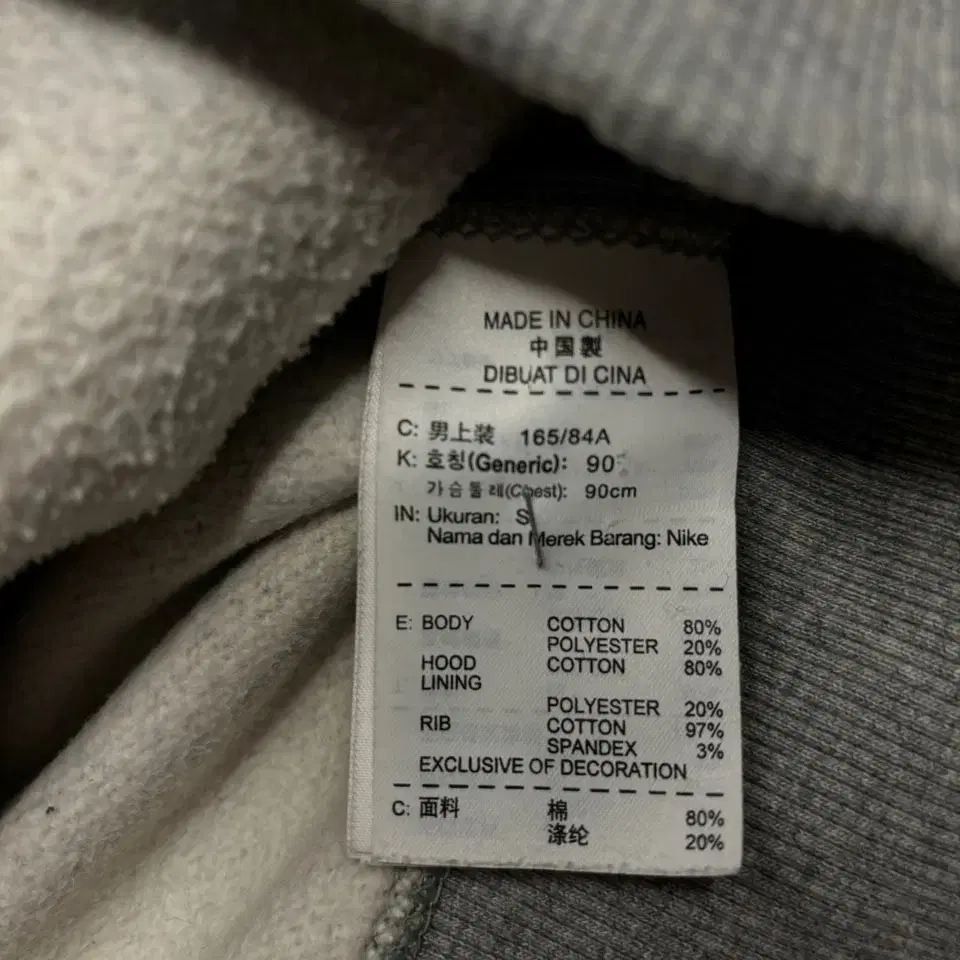 MADE IN CHINA
中国製
DIBUAT DI CINA
C: 男上装 165/84A
K: 호칭(Generic): 90
가슴둘레(Chest): 90cm
IN: Ukuran: S
Nama dan Merek Barang: Nike
E: BODY COTTON 80%
POLYESTER 20%
HOOD COTTON 80%
LINING
POLYESTER 20%
RIB COTTON 97%
SPANDEX 3%
EXCLUSIVE OF DECORATION
C: 面料 棉 80%
涤纶 20%